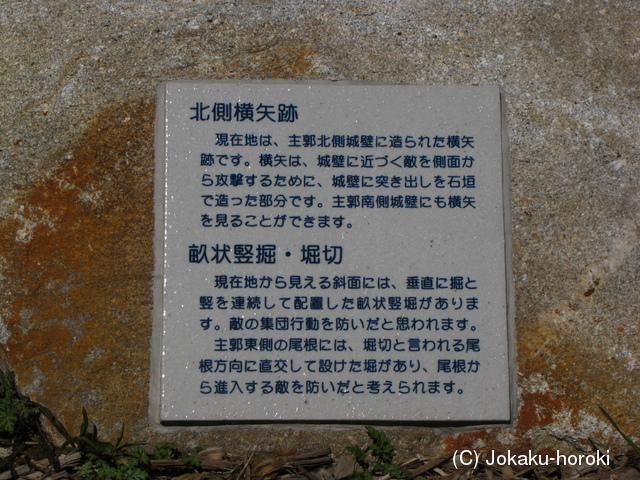 北側横矢跡
現在地は、主郭北側城壁に造られた横矢
跡です。横矢は、城壁に近づく敵を側面か
ら攻撃するために、城壁に突き出しを石垣
で造った部分です。主郭南側城壁にも横矢
を見ることができます。
畝状竪掘・堀切
現在地から見える斜面には、垂直に掘と
竪を連続して配置した畝状竪堀がありま
す。敵の集団行動を防いだと思われます。
主郭東側の尾根には、堀切と言われる尾
根方向に直交して設けた堀があり、尾根か
ら進入する敵を防いだと考えられます。
(C) Jokaku-horoki